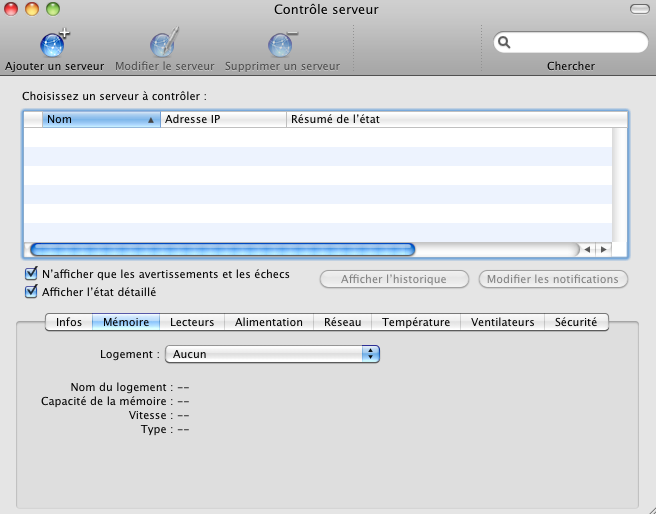 Contrôle serveur
Ajouter un serveur Modifier le serveur Supprimer un serveur Chercher
Choisissez un serveur à contrôler :
Nom Adresse IP Résumé de l'état
N'afficher que les avertissements et les échecs
Afficher l'historique Modifier les notifications
Afficher l'état détaillé
Infos Mémoire Lecteurs Alimentation Réseau Température Ventilateurs Sécurité
Logement : Aucun
Nom du logement : --
Capacité de la mémoire : --
Vitesse : --
Type : --